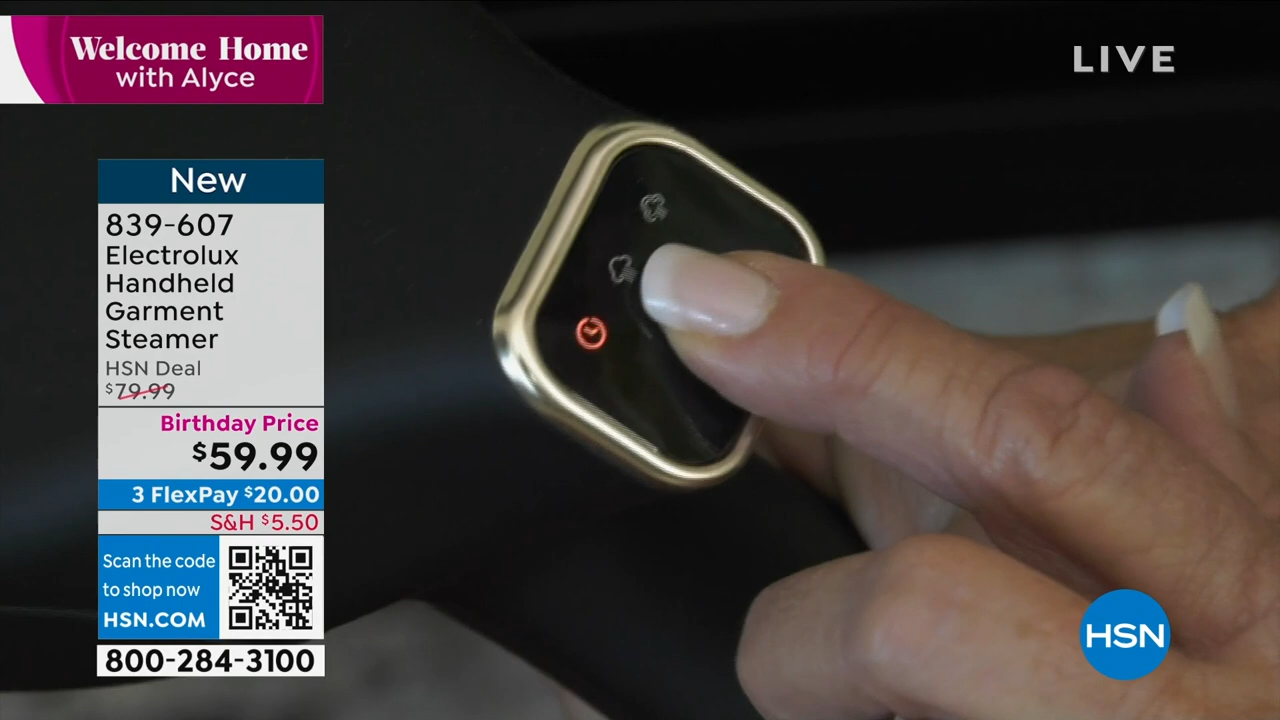 Welcome Home
with Alyce
LIVE
New
839-607
Electrolux
Handheld
Garment
Steamer
HSN Deal
$79.99
Birthday Price
$59.99
3 FlexPay $20.00
S&H $5.50
Scan the code
to shop now
HSN.COM
800-284-3100
HSN